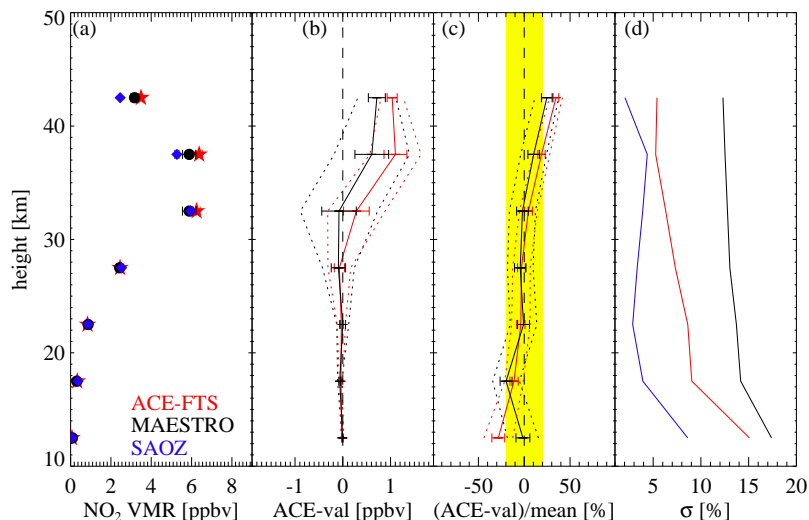 50 (a) (b) (c) (d)
40
30
20
10
height [km]
ACE-FTS
MAESTRO
SAOZ
0 2 4 6 8
-1 0 1
-50 0 50
5 10 15 20
NO₂ VMR [ppbv]
ACE-val [ppbv]
(ACE-val)/mean [%]
σ [%]